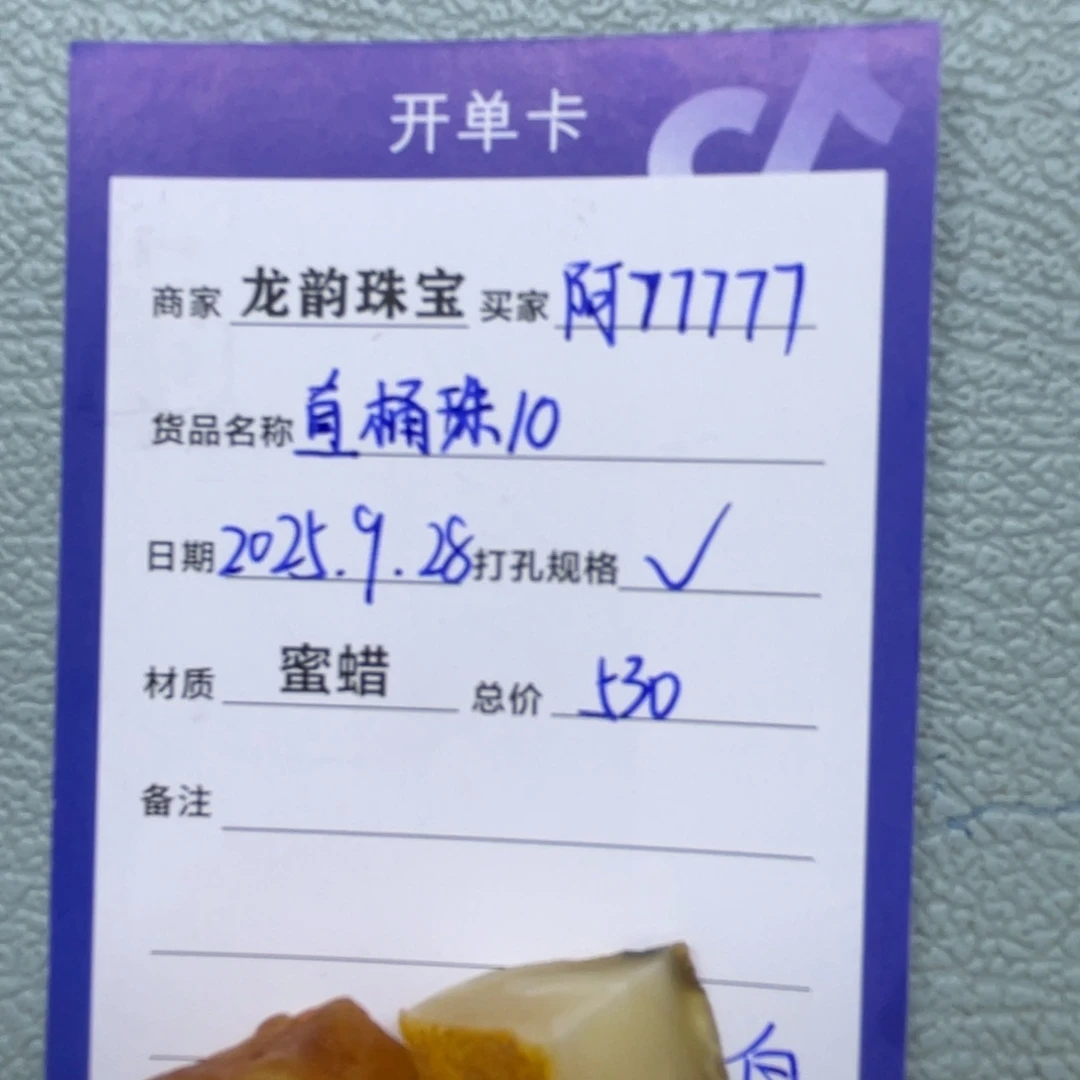 开单卡
商家 龙韵珠宝 买家 阿77777
货品名称 直桶珠10
日期 2025.9.28 打孔规格 ✓
材质 蜜蜡 总价 530
备注